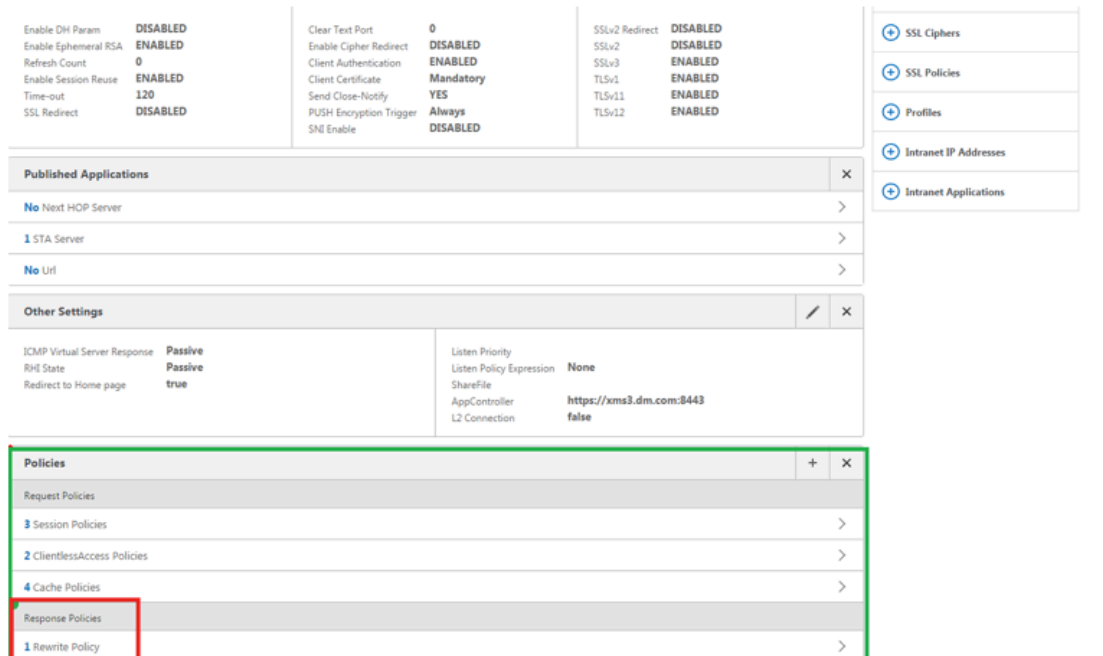 Enable DH Param DISABLED
Enable Ephemeral RSA ENABLED
Refresh Count 0
Enable Session Reuse ENABLED
Time-out 120
SSL Redirect DISABLED
Clear Text Port 0
Enable Cipher Redirect DISABLED
Client Authentication ENABLED
Client Certificate Mandatory
Send Close-Notify YES
PUSH Encryption Trigger Always
SNI Enable DISABLED
SSLv2 Redirect DISABLED
SSLv2 DISABLED
SSLv3 ENABLED
TLSv1 ENABLED
TLSv11 ENABLED
TLSv12 ENABLED
Published Applications
No Next HOP Server
1 STA Server
No Url
Other Settings
ICMP Virtual Server Response Passive
RHI State Passive
Redirect to Home page true
Listen Priority
Listen Policy Expression None
ShareFile
AppController https://xms3.dm.com:8443
L2 Connection false
Policies
Request Policies
3 Session Policies
2 ClientlessAccess Policies
4 Cache Policies
Response Policies
1 Rewrite Policy
SSL Ciphers
SSL Policies
Profiles
Intranet IP Addresses
Intranet Applications